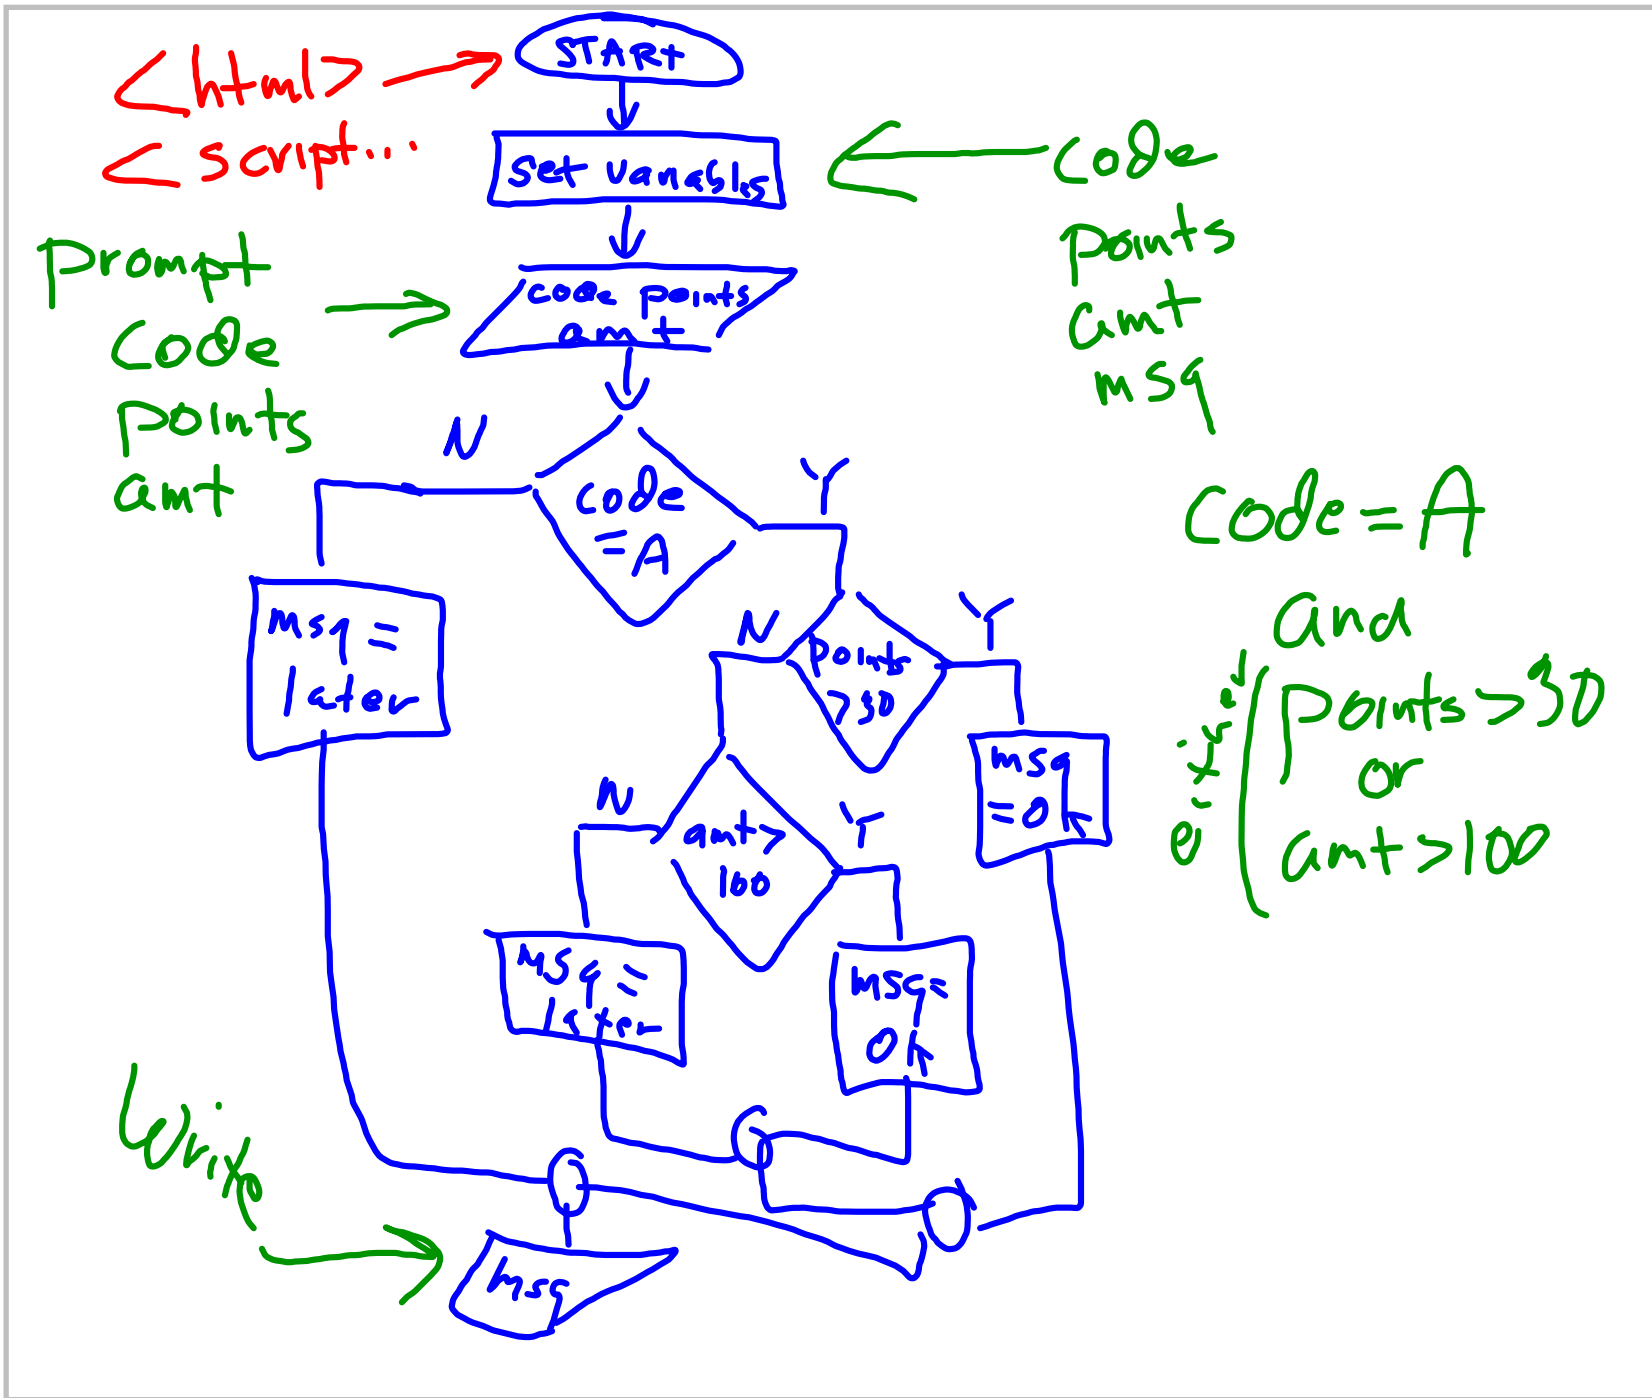 START
<html>
<script...
set variables
code
points
amt
msg
prompt
code
points
amt
code points
amt
N
code
= A
Y
code = A
and
either
points > 30
or
amt > 100
msg =
later
N
points
> 30
Y
msg
= OK
N
amt >
100
Y
msg =
later
msg =
OK
write
msg